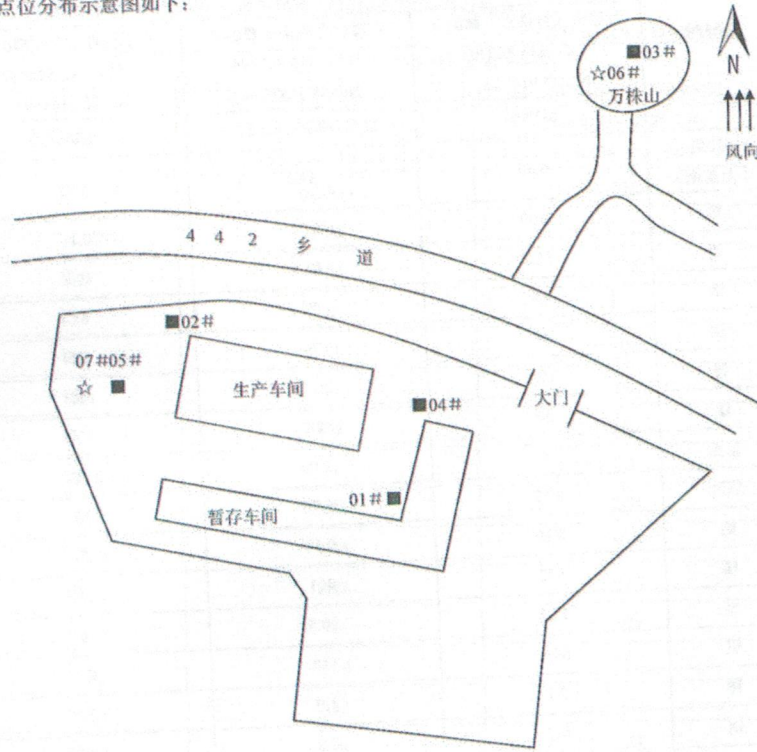 点位分布示意图如下:
■03#
☆06#
万株山
N
风向
442乡道
■02#
07#05#
☆ ■
生产车间
大门
■04#
01#■
暂存车间